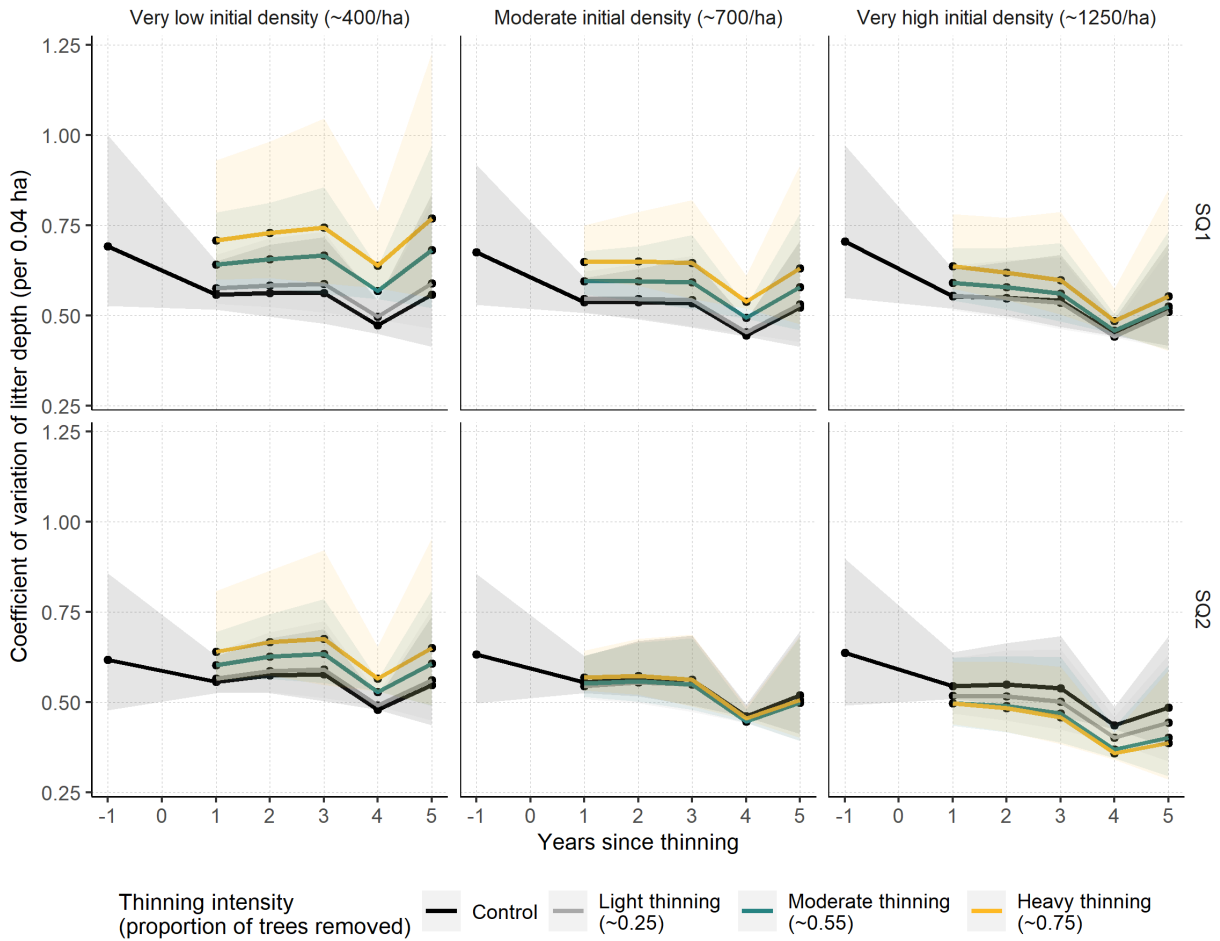 Very low initial density (~400/ha)
Moderate initial density (~700/ha)
Very high initial density (~1250/ha)
Coefficient of variation of litter depth (per 0.04 ha)
1.25
1.00
0.75
0.50
0.25
SQ1
1.25
1.00
0.75
0.50
0.25
SQ2
-1 0 1 2 3 4 5
-1 0 1 2 3 4 5
-1 0 1 2 3 4 5
Years since thinning
Thinning intensity
(proportion of trees removed)
Control
Light thinning
(~0.25)
Moderate thinning
(~0.55)
Heavy thinning
(~0.75)